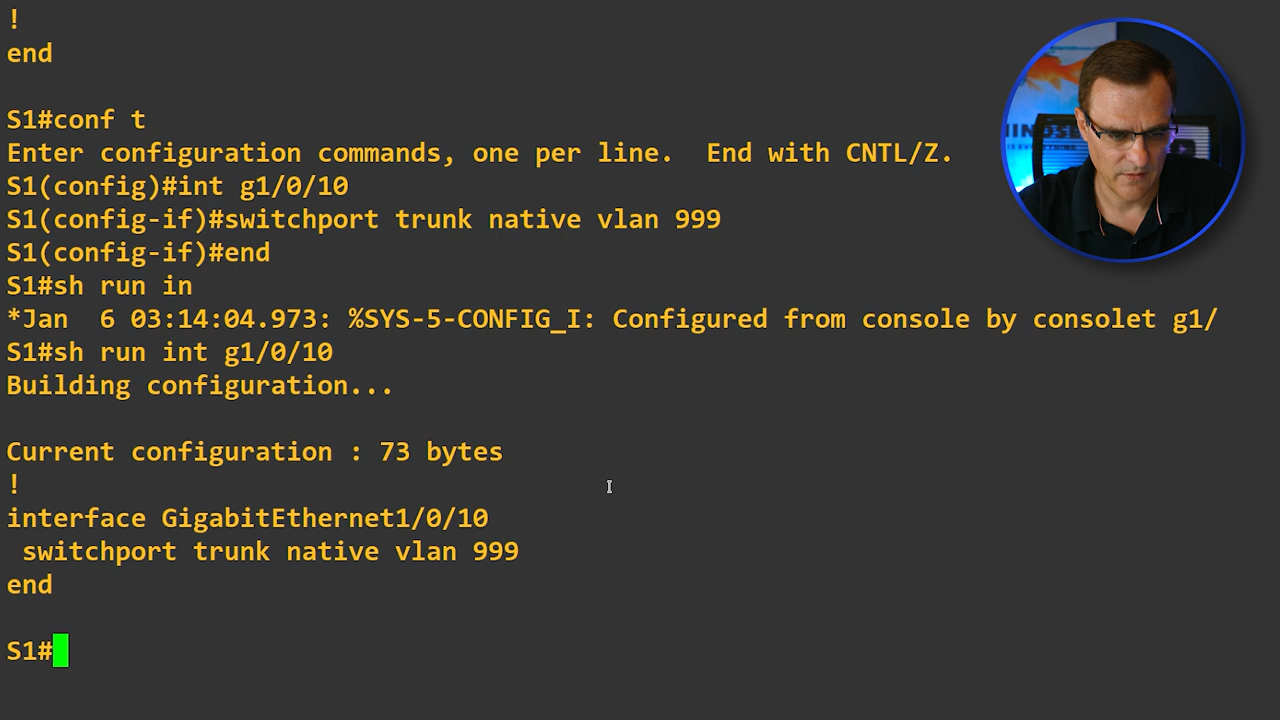 !
end
S1#conf t
Enter configuration commands, one per line.  End with CNTL/Z.
S1(config)#int g1/0/10
S1(config-if)#switchport trunk native vlan 999
S1(config-if)#end
S1#sh run in
*Jan  6 03:14:04.973: %SYS-5-CONFIG_I: Configured from console by consolet g1/
S1#sh run int g1/0/10
Building configuration...
Current configuration : 73 bytes
!
interface GigabitEthernet1/0/10
 switchport trunk native vlan 999
end
S1#